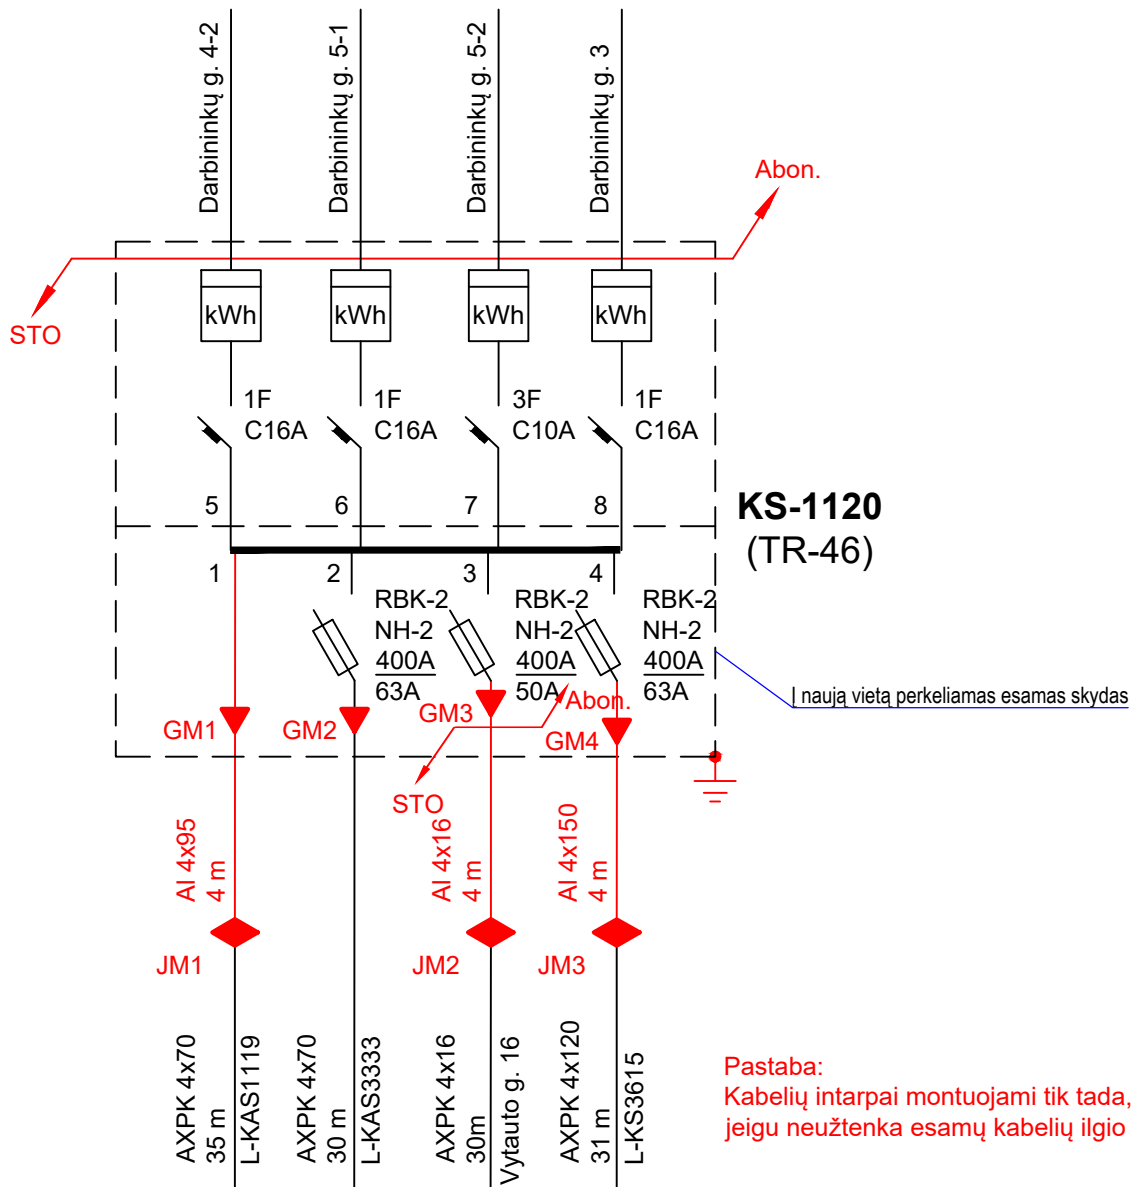 Darbininkų g. 4-2
Darbininkų g. 5-1
Darbininkų g. 5-2
Darbininkų g. 3
Abon.
STO
kWh
kWh
kWh
kWh
1F
C16A
1F
C16A
3F
C10A
1F
C16A
5
6
7
8
KS-1120
(TR-46)
1
2
3
4
RBK-2
NH-2
400A
63A
RBK-2
NH-2
400A
50A
RBK-2
NH-2
400A
63A
Į naują vietą perkeliamas esamas skydas
GM1
GM2
GM3
Abon.
GM4
STO
Al 4x95
4 m
Al 4x16
4 m
Al 4x150
4 m
JM1
JM2
JM3
AXPK 4x70
35 m
L-KAS1119
AXPK 4x70
30 m
L-KAS3333
AXPK 4x16
30m
Vytauto g. 16
AXPK 4x120
31 m
L-KS3615
Pastaba:
Kabelių intarpai montuojami tik tada,
jeigu neužtenka esamų kabelių ilgio